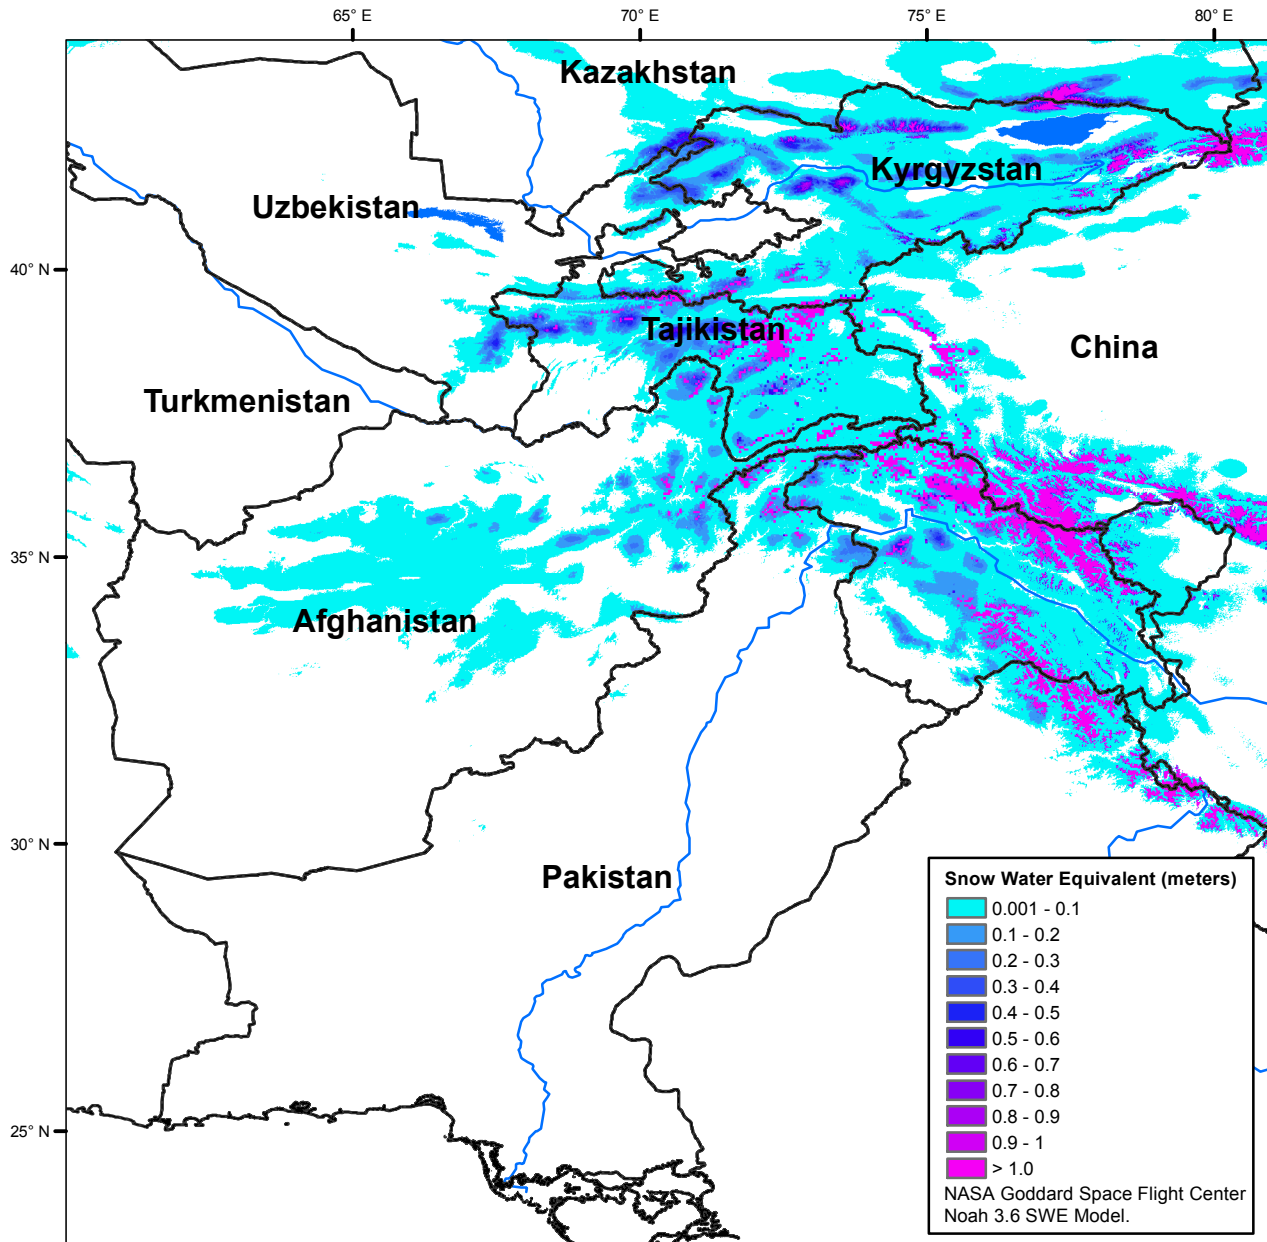 65° E
70° E
75° E
80° E
Kazakhstan
Kyrgyzstan
Uzbekistan
40° N
Tajikistan
China
Turkmenistan
35° N
Afghanistan
30° N
Pakistan
Snow Water Equivalent (meters)
0.001 - 0.1
0.1 - 0.2
0.2 - 0.3
0.3 - 0.4
0.4 - 0.5
0.5 - 0.6
0.6 - 0.7
0.7 - 0.8
0.8 - 0.9
0.9 - 1
> 1.0
25° N
NASA Goddard Space Flight Center
Noah 3.6 SWE Model.